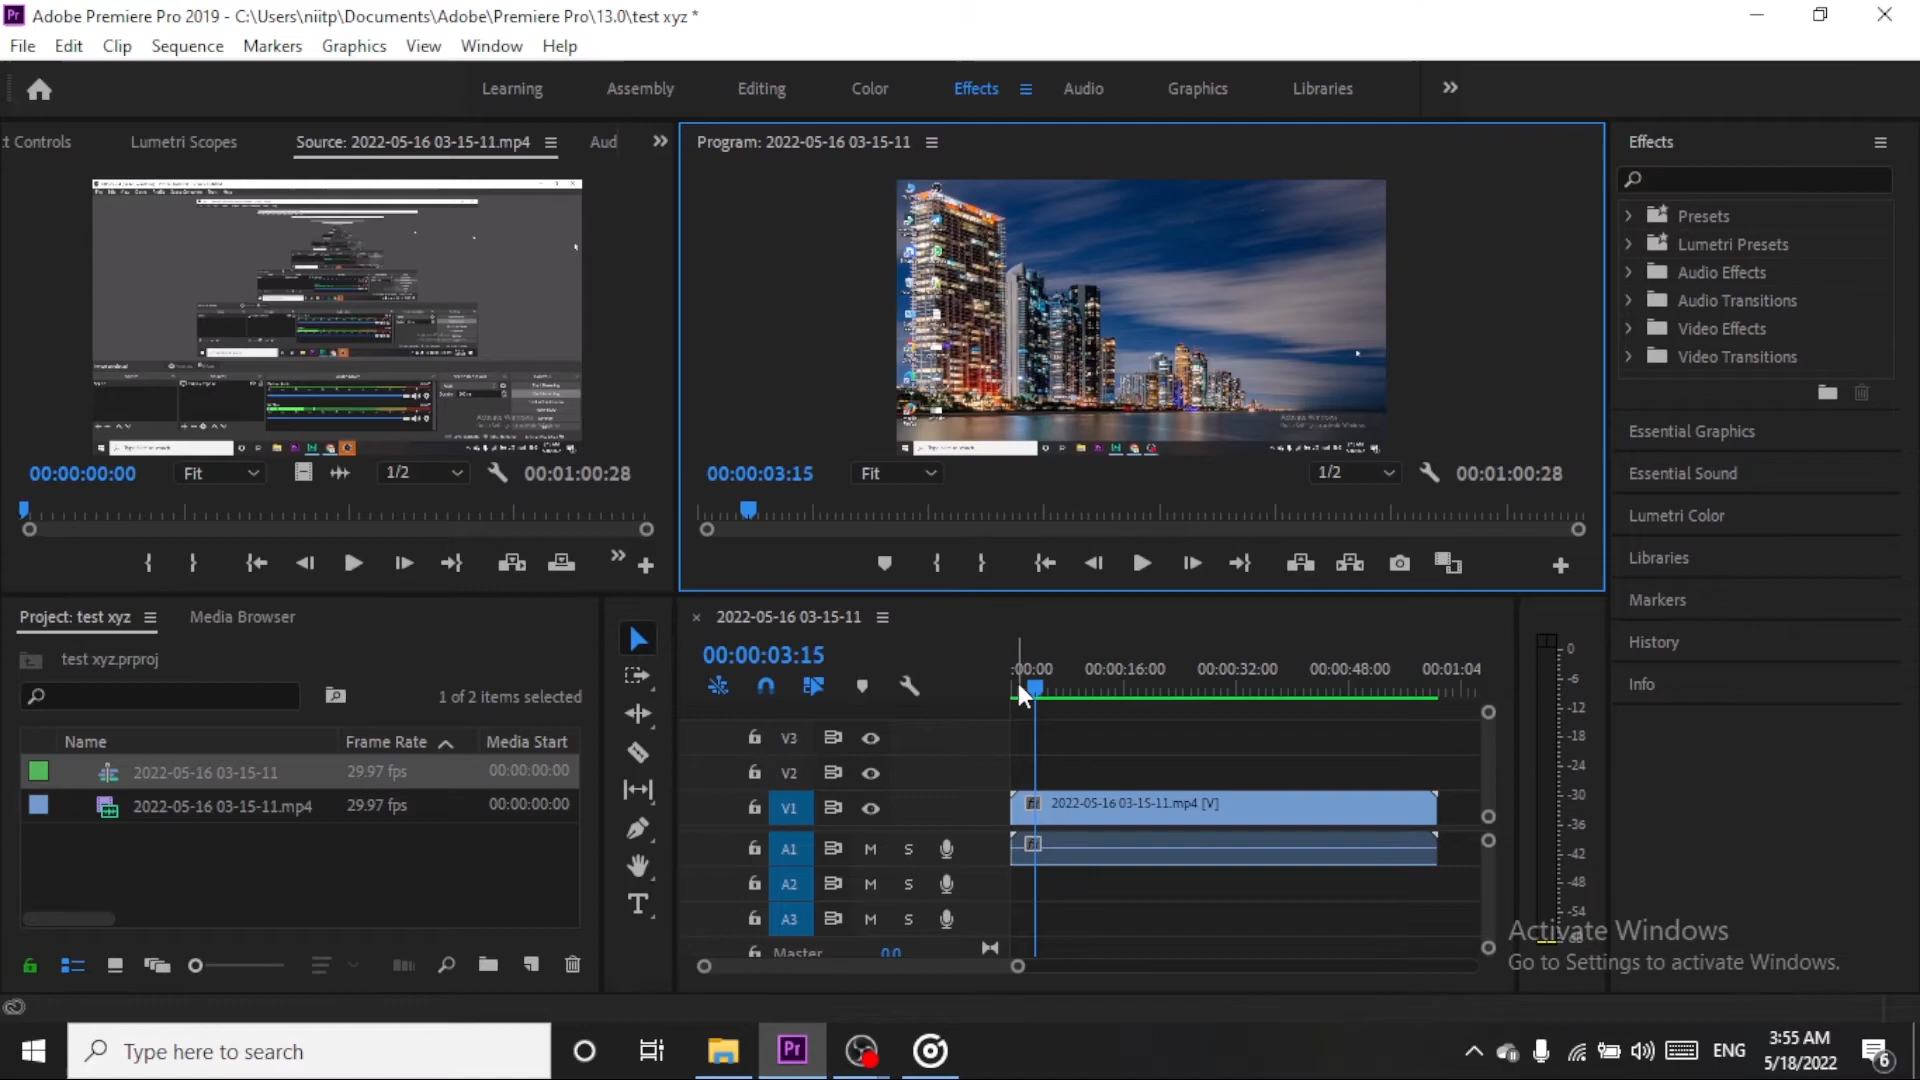 Pr Adobe Premiere Pro 2019 - C:\Users\niitp\Documents\Adobe\Premiere Pro\13.0\test xyz *
File Edit Clip Sequence Markers Graphics View Window Help
Learning Assembly Editing Color Effects Audio Graphics Libraries
t Controls Lumetri Scopes Source: 2022-05-16 03-15-11.mp4 Aud
Program: 2022-05-16 03-15-11
Effects
Presets
Lumetri Presets
Audio Effects
Audio Transitions
Video Effects
Video Transitions
Essential Graphics
Essential Sound
Lumetri Color
Libraries
Markers
History
Info
00:00:00:00 Fit 1/2 00:01:00:28
00:00:03:15 Fit 1/2 00:01:00:28
Project: test xyz Media Browser
test xyz.prproj
1 of 2 items selected
Name Frame Rate Media Start
2022-05-16 03-15-11 29.97 fps 00:00:00:00
2022-05-16 03-15-11.mp4 29.97 fps 00:00:00:00
2022-05-16 03-15-11
00:00:03:15
:00:00 00:00:16:00 00:00:32:00 00:00:48:00 00:01:04
V3
V2
V1 2022-05-16 03-15-11.mp4 [V]
A1 M S
A2 M S
A3 M S
Master 0.0
0
-6
-12
-18
-24
-30
-36
-42
-48
-54
dB
Activate Windows
Go to Settings to activate Windows.
Type here to search
Pr
ENG
3:55 AM
5/18/2022
6